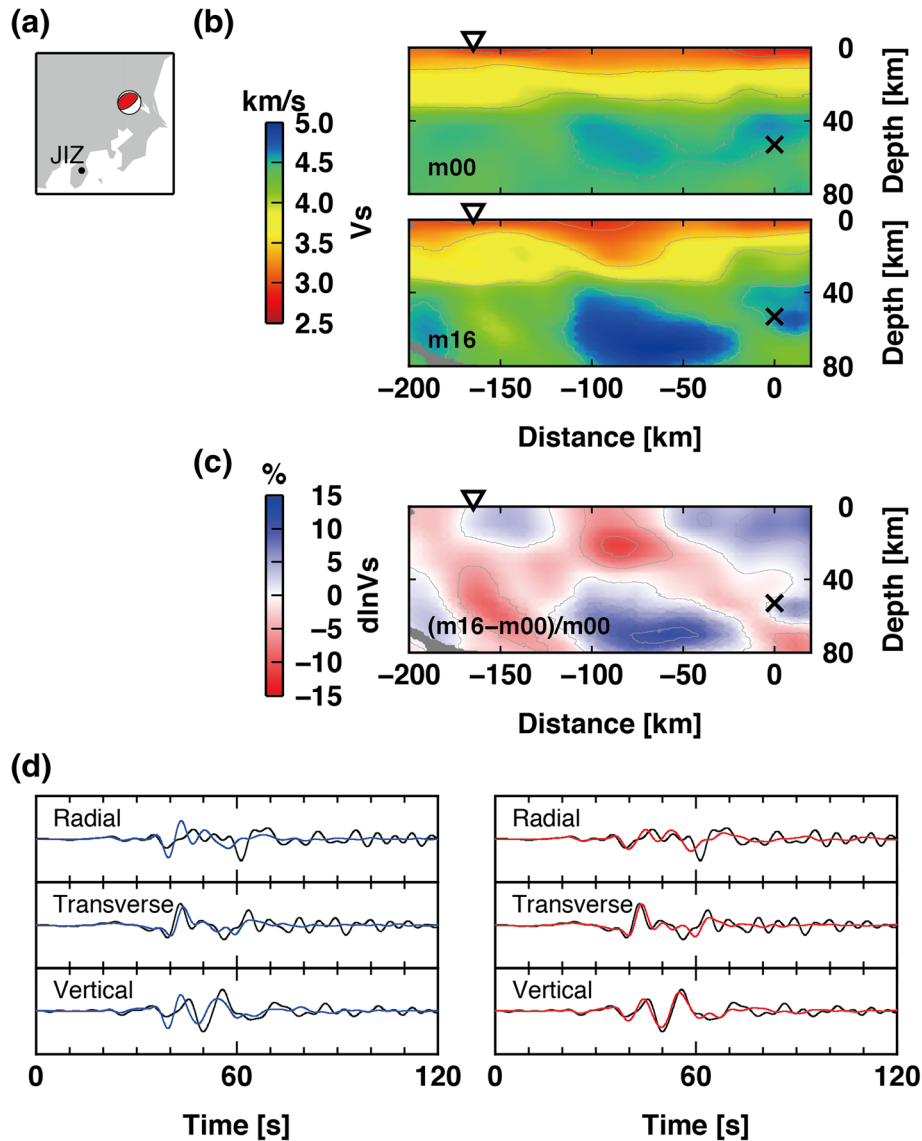 (a)
JIZ
(b)
km/s
5.0
4.5
4.0
3.5
3.0
2.5
Vs
m00
0
40
80
Depth [km]
m16
0
40
80
Depth [km]
−200 −150 −100 −50 0
Distance [km]
(c)
%
15
10
5
0
−5
−10
−15
dlnVs
(m16−m00)/m00
0
40
80
Depth [km]
−200 −150 −100 −50 0
Distance [km]
(d)
Radial
Transverse
Vertical
0 60 120
Time [s]
Radial
Transverse
Vertical
0 60 120
Time [s]